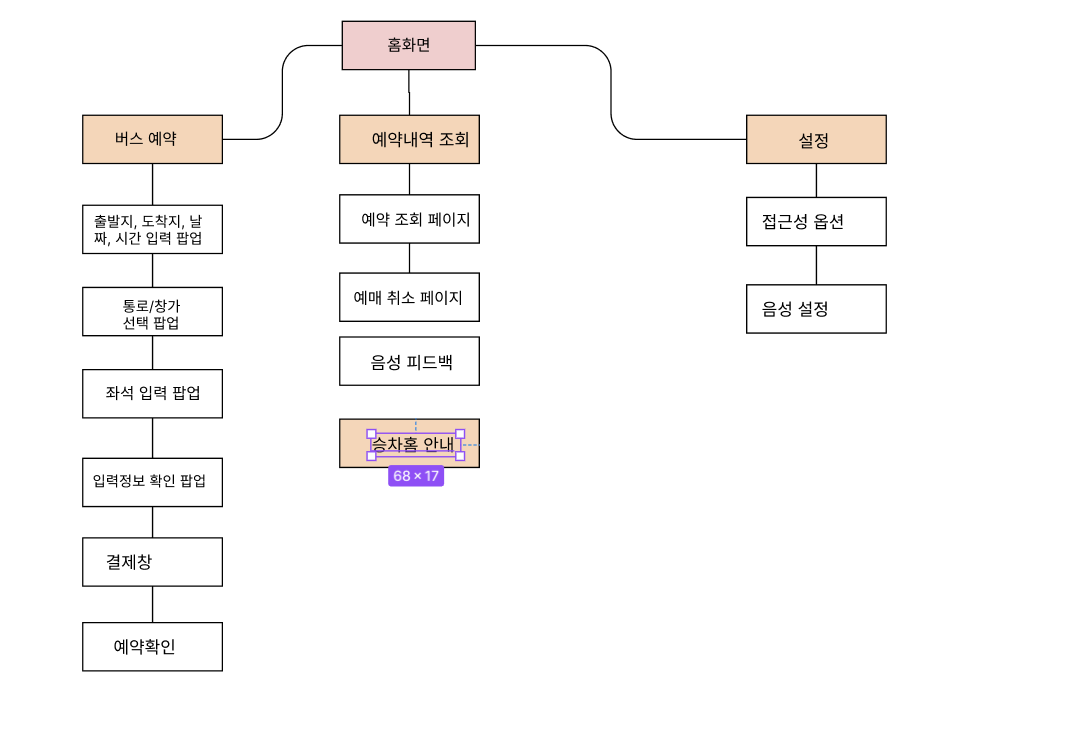 홈화면
버스 예약
예약내역 조회
설정
출발지, 도착지, 날
짜, 시간 입력 팝업
예약 조회 페이지
접근성 옵션
통로/창가
선택 팝업
예매 취소 페이지
음성 설정
음성 피드백
좌석 입력 팝업
승차홈 안내
68 × 17
입력정보 확인 팝업
결제창
예약확인